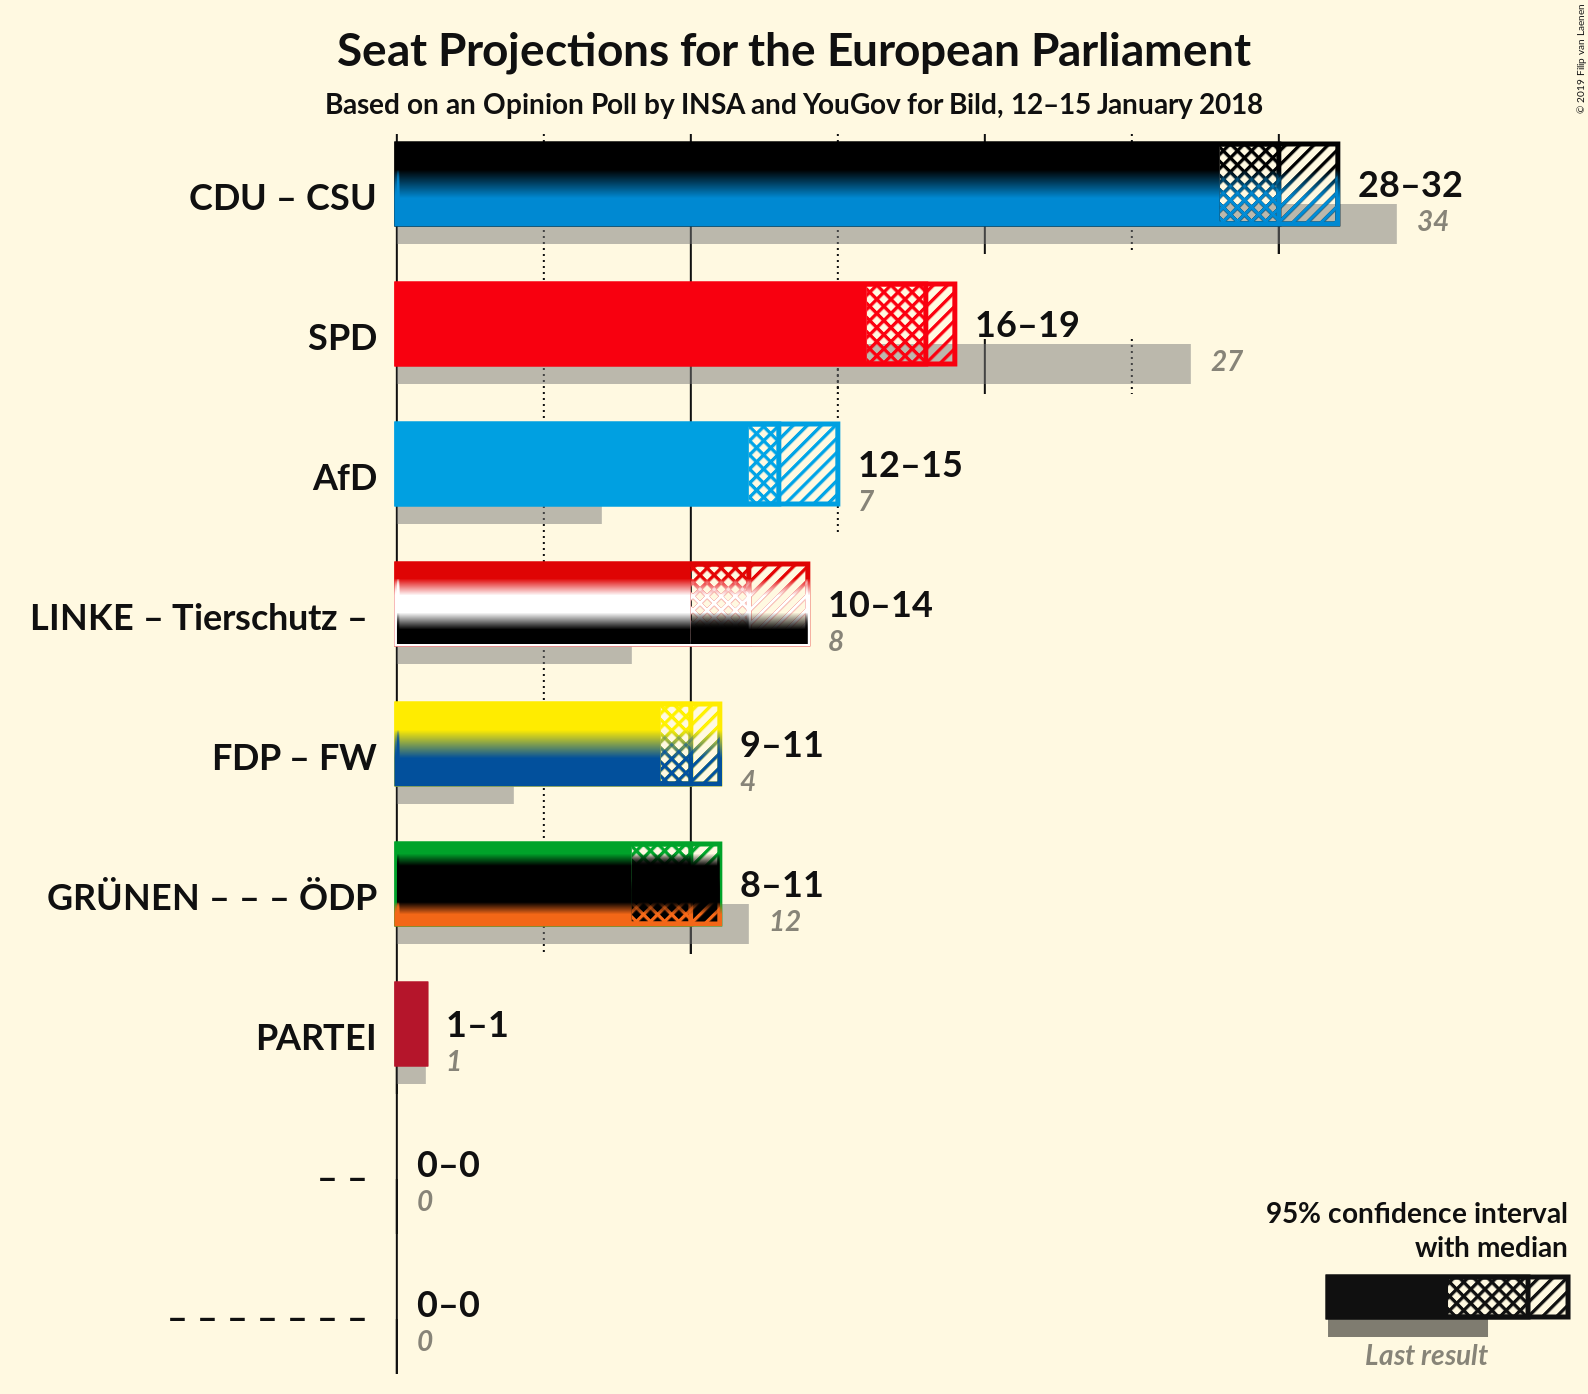 Seat Projections for the European Parliament
Based on an Opinion Poll by INSA and YouGov for Bild, 12–15 January 2018
© 2019 Filip van Laenen
CDU – CSU
28–32
34
SPD
16–19
27
AfD
12–15
7
LINKE – Tierschutz –
10–14
8
FDP – FW
9–11
4
GRÜNEN – – – ÖDP
8–11
12
PARTEI
1–1
1
– –
0–0
0
– – – – – – –
0–0
0
95% confidence interval
with median
Last result